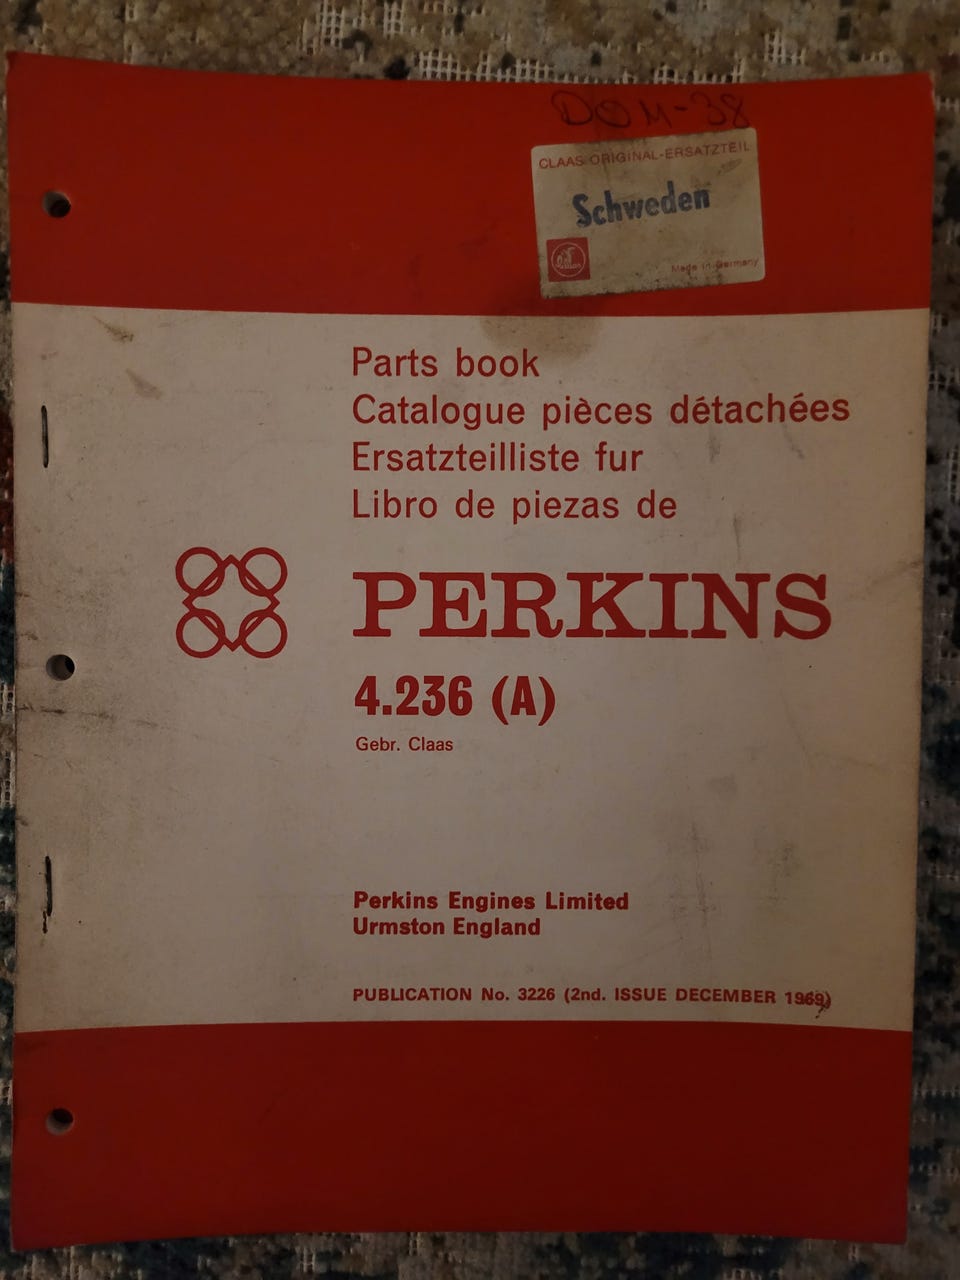 DOM-38
CLAAS ORIGINAL-ERSATZTEIL
Schweden
Made in Germany
Parts book
Catalogue pièces détachées
Ersatzteilliste fur
Libro de piezas de
PERKINS
4.236 (A)
Gebr. Claas
Perkins Engines Limited
Urmston England
PUBLICATION No. 3226 (2nd. ISSUE DECEMBER 1969)